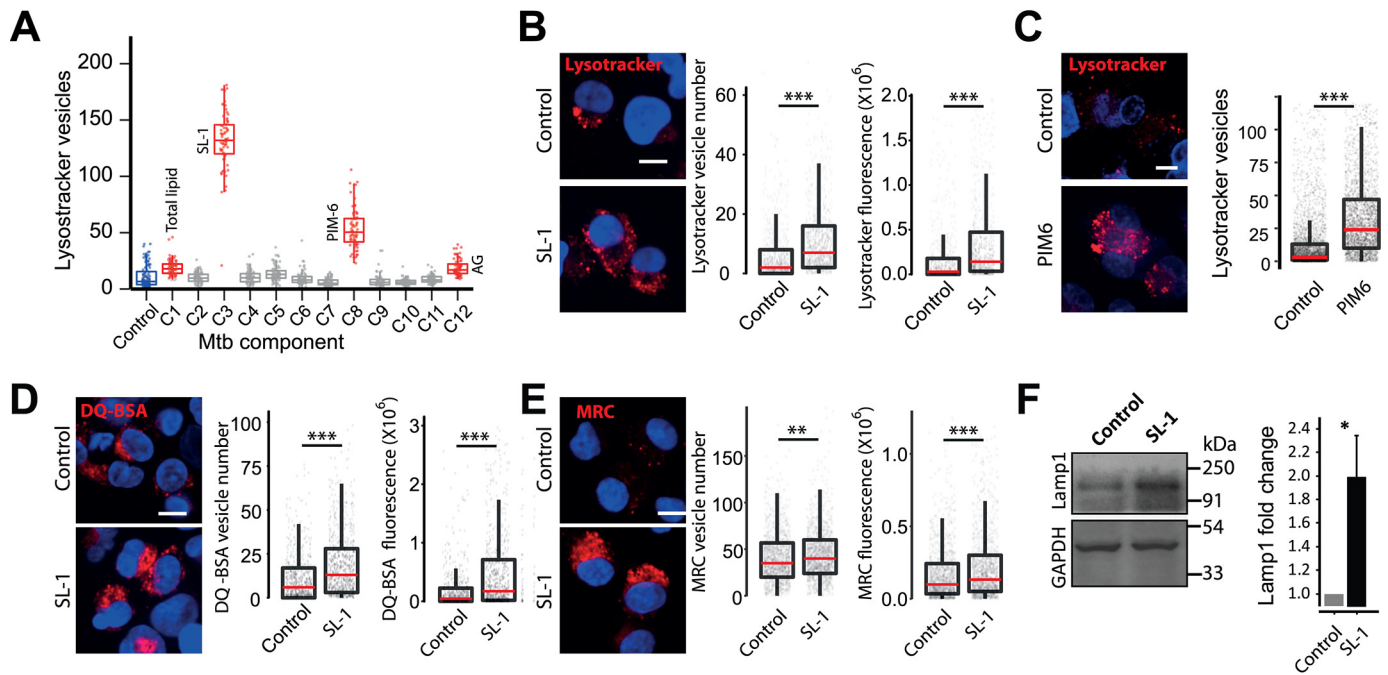 A
Lysostracker vesicles
200
150
100
50
0
Total lipid
SL-1
PIM-6
AG
Control
C1
C2
C3
C4
C5
C6
C7
C8
C9
C10
C11
C12
Mtb component
B
Lysotracker
Control
SL-1
Lysotracker vesicle number
60
40
20
0
***
Control
SL-1
Lysotracker fluorescence (X10⁶)
2.0
1.5
1.0
0.5
0.0
***
Control
SL-1
C
Lysotracker
Control
PIM6
Lysotracker vesicles
100
75
50
25
0
***
Control
PIM6
D
DQ-BSA
Control
SL-1
DQ -BSA vesicle number
100
75
50
25
0
***
Control
SL-1
DQ-BSA fluorescence (X10⁶)
3
2
1
0
***
Control
SL-1
E
MRC
Control
SL-1
MRC vesicle number
150
100
50
0
**
Control
SL-1
MRC fluorescence (X10⁶)
1.0
0.5
0.0
***
Control
SL-1
F
Control
SL-1
kDa
Lamp1
250
91
GAPDH
54
33
Lamp1 fold change
2.4
2.2
2.0
1.8
1.6
1.4
1.2
1.0
*
Control
SL-1